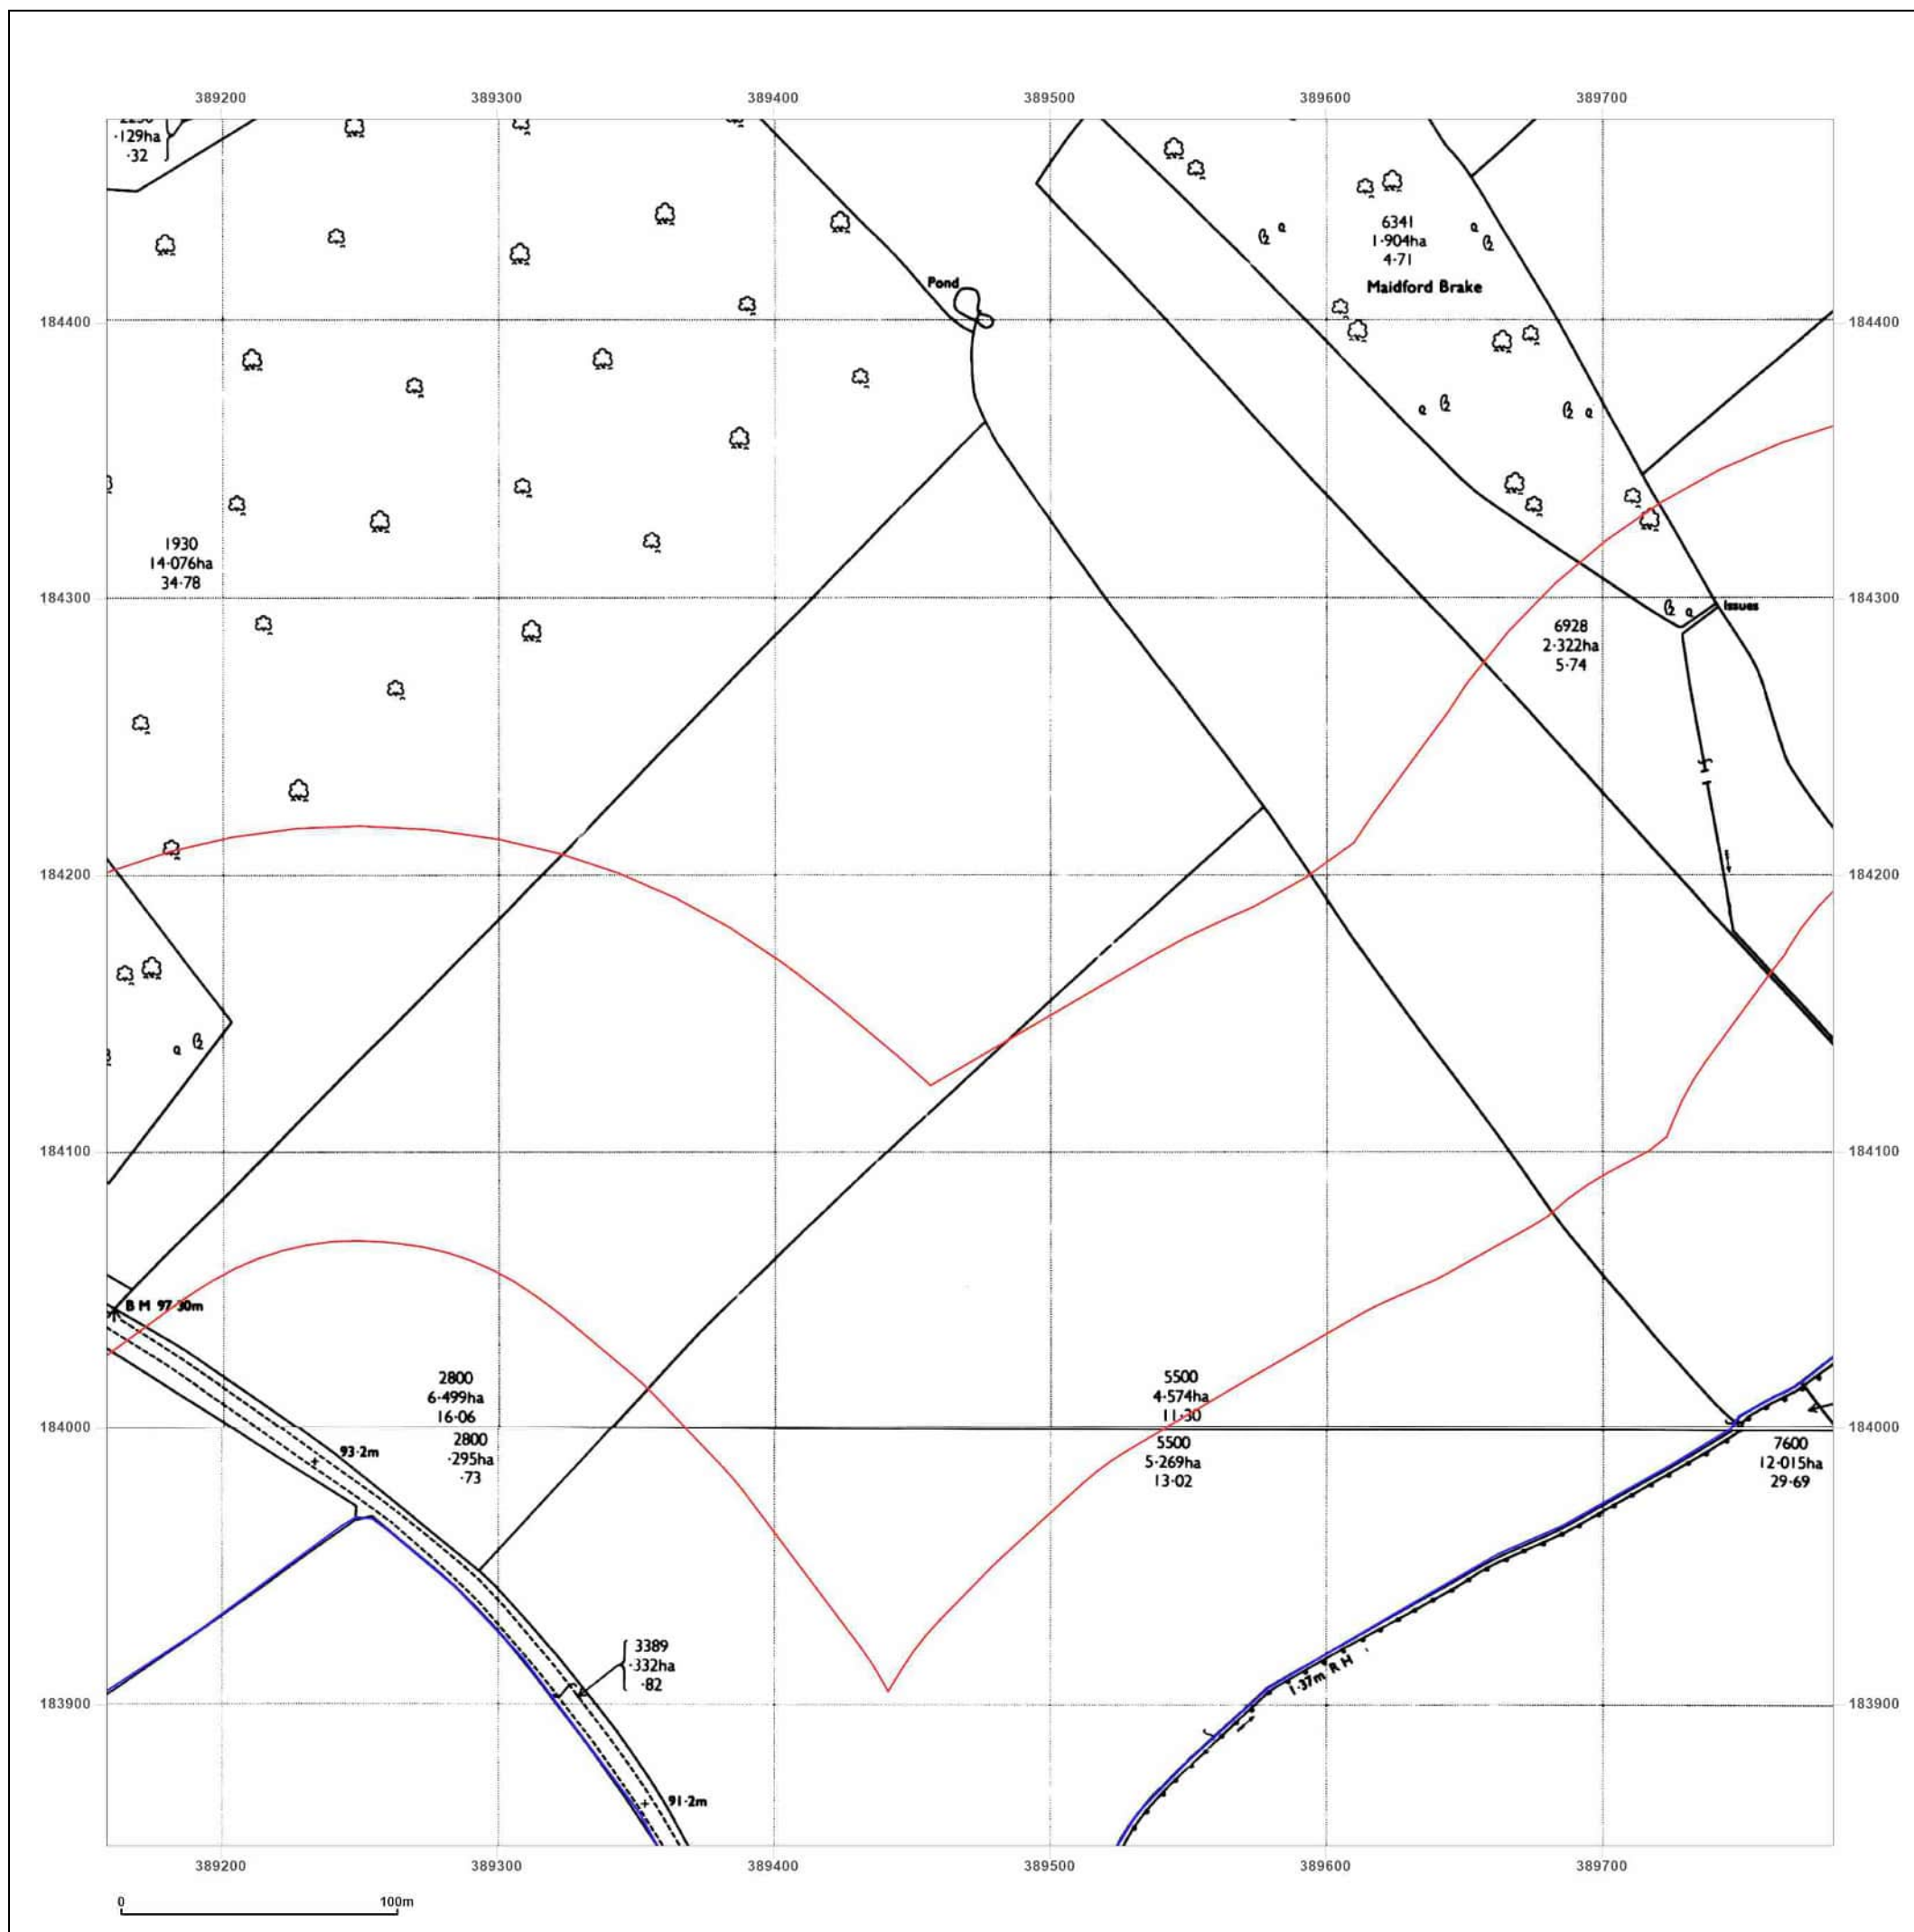 389200 389300 389400 389500 389600 389700
·129ha
·32
6341
1·904ha
4·71
Maidford Brake
Pond
184400 184400
1930
14·076ha
34·78
184300 184300
Issues
6928
2·322ha
5·74
184200 184200
184100 184100
B M 97·30m
2800
6·499ha
16·06
5500
4·574ha
11·30
184000 184000
2800
·295ha
·73
5500
5·269ha
13·02
7600
12·015ha
29·69
93·2m
3389
·332ha
·82
1·37m R H
183900 183900
91·2m
389200 389300 389400 389500 389600 389700
0 100m